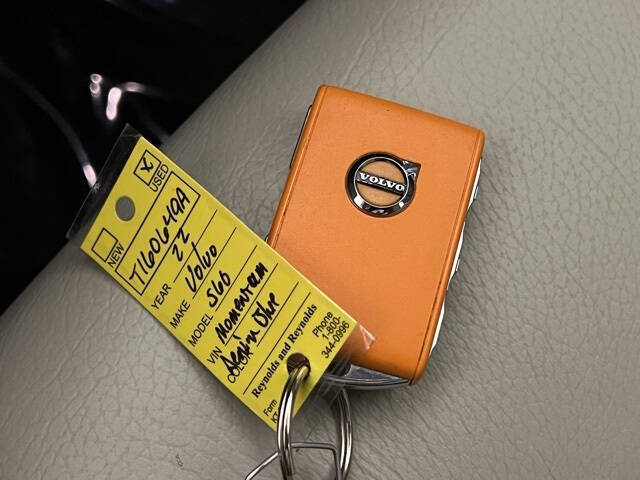 VOLVO
USED
NEW
T160649A
YEAR 22
MAKE Volvo
MODEL S60
VIN Momentum
COLOR Denim Blue
Reynolds and Reynolds
Phone
1-800-
344-0996
Form